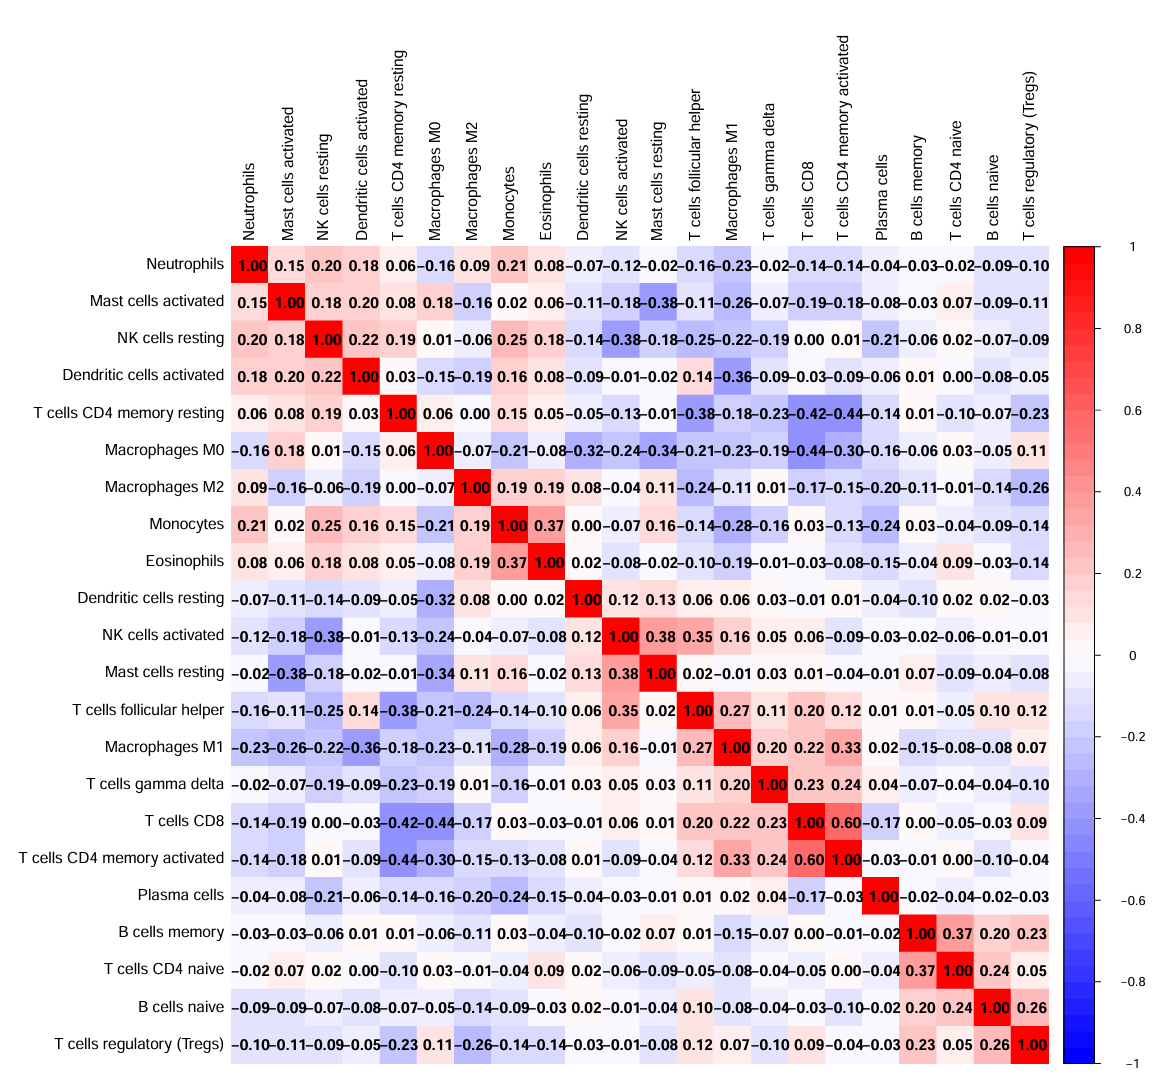 Neutrophils
Mast cells activated
NK cells resting
Dendritic cells activated
T cells CD4 memory resting
Macrophages M0
Macrophages M2
Monocytes
Eosinophils
Dendritic cells resting
NK cells activated
Mast cells resting
T cells follicular helper
Macrophages M1
T cells gamma delta
T cells CD8
T cells CD4 memory activated
Plasma cells
B cells memory
T cells CD4 naive
B cells naive
T cells regulatory (Tregs)
Neutrophils 1.00 0.15 0.20 0.18 0.06 −0.16 0.09 0.21 0.08 −0.07 −0.12 −0.02 −0.16 −0.23 −0.02 −0.14 −0.14 −0.04 −0.03 −0.02 −0.09 −0.10
Mast cells activated 0.15 1.00 0.18 0.20 0.08 0.18 −0.16 0.02 0.06 −0.11 −0.18 −0.38 −0.11 −0.26 −0.07 −0.19 −0.18 −0.08 −0.03 0.07 −0.09 −0.11
NK cells resting 0.20 0.18 1.00 0.22 0.19 0.01 −0.06 0.25 0.18 −0.14 −0.38 −0.18 −0.25 −0.22 −0.19 0.00 0.01 −0.21 −0.06 0.02 −0.07 −0.09
Dendritic cells activated 0.18 0.20 0.22 1.00 0.03 −0.15 −0.19 0.16 0.08 −0.09 −0.01 −0.02 0.14 −0.36 −0.09 −0.03 −0.09 −0.06 0.01 0.00 −0.08 −0.05
T cells CD4 memory resting 0.06 0.08 0.19 0.03 1.00 0.06 0.00 0.15 0.05 −0.05 −0.13 −0.01 −0.38 −0.18 −0.23 −0.42 −0.44 −0.14 0.01 −0.10 −0.07 −0.23
Macrophages M0 −0.16 0.18 0.01 −0.15 0.06 1.00 −0.07 −0.21 −0.08 −0.32 −0.24 −0.34 −0.21 −0.23 −0.19 −0.44 −0.30 −0.16 −0.06 0.03 −0.05 0.11
Macrophages M2 0.09 −0.16 −0.06 −0.19 0.00 −0.07 1.00 0.19 0.19 0.08 −0.04 0.11 −0.24 −0.11 0.01 −0.17 −0.15 −0.20 −0.11 −0.01 −0.14 −0.26
Monocytes 0.21 0.02 0.25 0.16 0.15 −0.21 0.19 1.00 0.37 0.00 −0.07 0.16 −0.14 −0.28 −0.16 0.03 −0.13 −0.24 0.03 −0.04 −0.09 −0.14
Eosinophils 0.08 0.06 0.18 0.08 0.05 −0.08 0.19 0.37 1.00 0.02 −0.08 −0.02 −0.10 −0.19 −0.01 −0.03 −0.08 −0.15 −0.04 0.09 −0.03 −0.14
Dendritic cells resting −0.07 −0.11 −0.14 −0.09 −0.05 −0.32 0.08 0.00 0.02 1.00 0.12 0.13 0.06 0.06 0.03 −0.01 0.01 −0.04 −0.10 0.02 0.02 −0.03
NK cells activated −0.12 −0.18 −0.38 −0.01 −0.13 −0.24 −0.04 −0.07 −0.08 0.12 1.00 0.38 0.35 0.16 0.05 0.06 −0.09 −0.03 −0.02 −0.06 −0.01 −0.01
Mast cells resting −0.02 −0.38 −0.18 −0.02 −0.01 −0.34 0.11 0.16 −0.02 0.13 0.38 1.00 0.02 −0.01 0.03 0.01 −0.04 −0.01 0.07 −0.09 −0.04 −0.08
T cells follicular helper −0.16 −0.11 −0.25 0.14 −0.38 −0.21 −0.24 −0.14 −0.10 0.06 0.35 0.02 1.00 0.27 0.11 0.20 0.12 0.01 0.01 −0.05 0.10 0.12
Macrophages M1 −0.23 −0.26 −0.22 −0.36 −0.18 −0.23 −0.11 −0.28 −0.19 0.06 0.16 −0.01 0.27 1.00 0.20 0.22 0.33 0.02 −0.15 −0.08 −0.08 0.07
T cells gamma delta −0.02 −0.07 −0.19 −0.09 −0.23 −0.19 0.01 −0.16 −0.01 0.03 0.05 0.03 0.11 0.20 1.00 0.23 0.24 0.04 −0.07 −0.04 −0.04 −0.10
T cells CD8 −0.14 −0.19 0.00 −0.03 −0.42 −0.44 −0.17 0.03 −0.03 −0.01 0.06 0.01 0.20 0.22 0.23 1.00 0.60 −0.17 0.00 −0.05 −0.03 0.09
T cells CD4 memory activated −0.14 −0.18 0.01 −0.09 −0.44 −0.30 −0.15 −0.13 −0.08 0.01 −0.09 −0.04 0.12 0.33 0.24 0.60 1.00 −0.03 −0.01 0.00 −0.10 −0.04
Plasma cells −0.04 −0.08 −0.21 −0.06 −0.14 −0.16 −0.20 −0.24 −0.15 −0.04 −0.03 −0.01 0.01 0.02 0.04 −0.17 −0.03 1.00 −0.02 −0.04 −0.02 −0.03
B cells memory −0.03 −0.03 −0.06 0.01 0.01 −0.06 −0.11 0.03 −0.04 −0.10 −0.02 0.07 0.01 −0.15 −0.07 0.00 −0.01 −0.02 1.00 0.37 0.20 0.23
T cells CD4 naive −0.02 0.07 0.02 0.00 −0.10 0.03 −0.01 −0.04 0.09 0.02 −0.06 −0.09 −0.05 −0.08 −0.04 −0.05 0.00 −0.04 0.37 1.00 0.24 0.05
B cells naive −0.09 −0.09 −0.07 −0.08 −0.07 −0.05 −0.14 −0.09 −0.03 0.02 −0.01 −0.04 0.10 −0.08 −0.04 −0.03 −0.10 −0.02 0.20 0.24 1.00 0.26
T cells regulatory (Tregs) −0.10 −0.11 −0.09 −0.05 −0.23 0.11 −0.26 −0.14 −0.14 −0.03 −0.01 −0.08 0.12 0.07 −0.10 0.09 −0.04 −0.03 0.23 0.05 0.26 1.00
1
0.8
0.6
0.4
0.2
0
−0.2
−0.4
−0.6
−0.8
−1